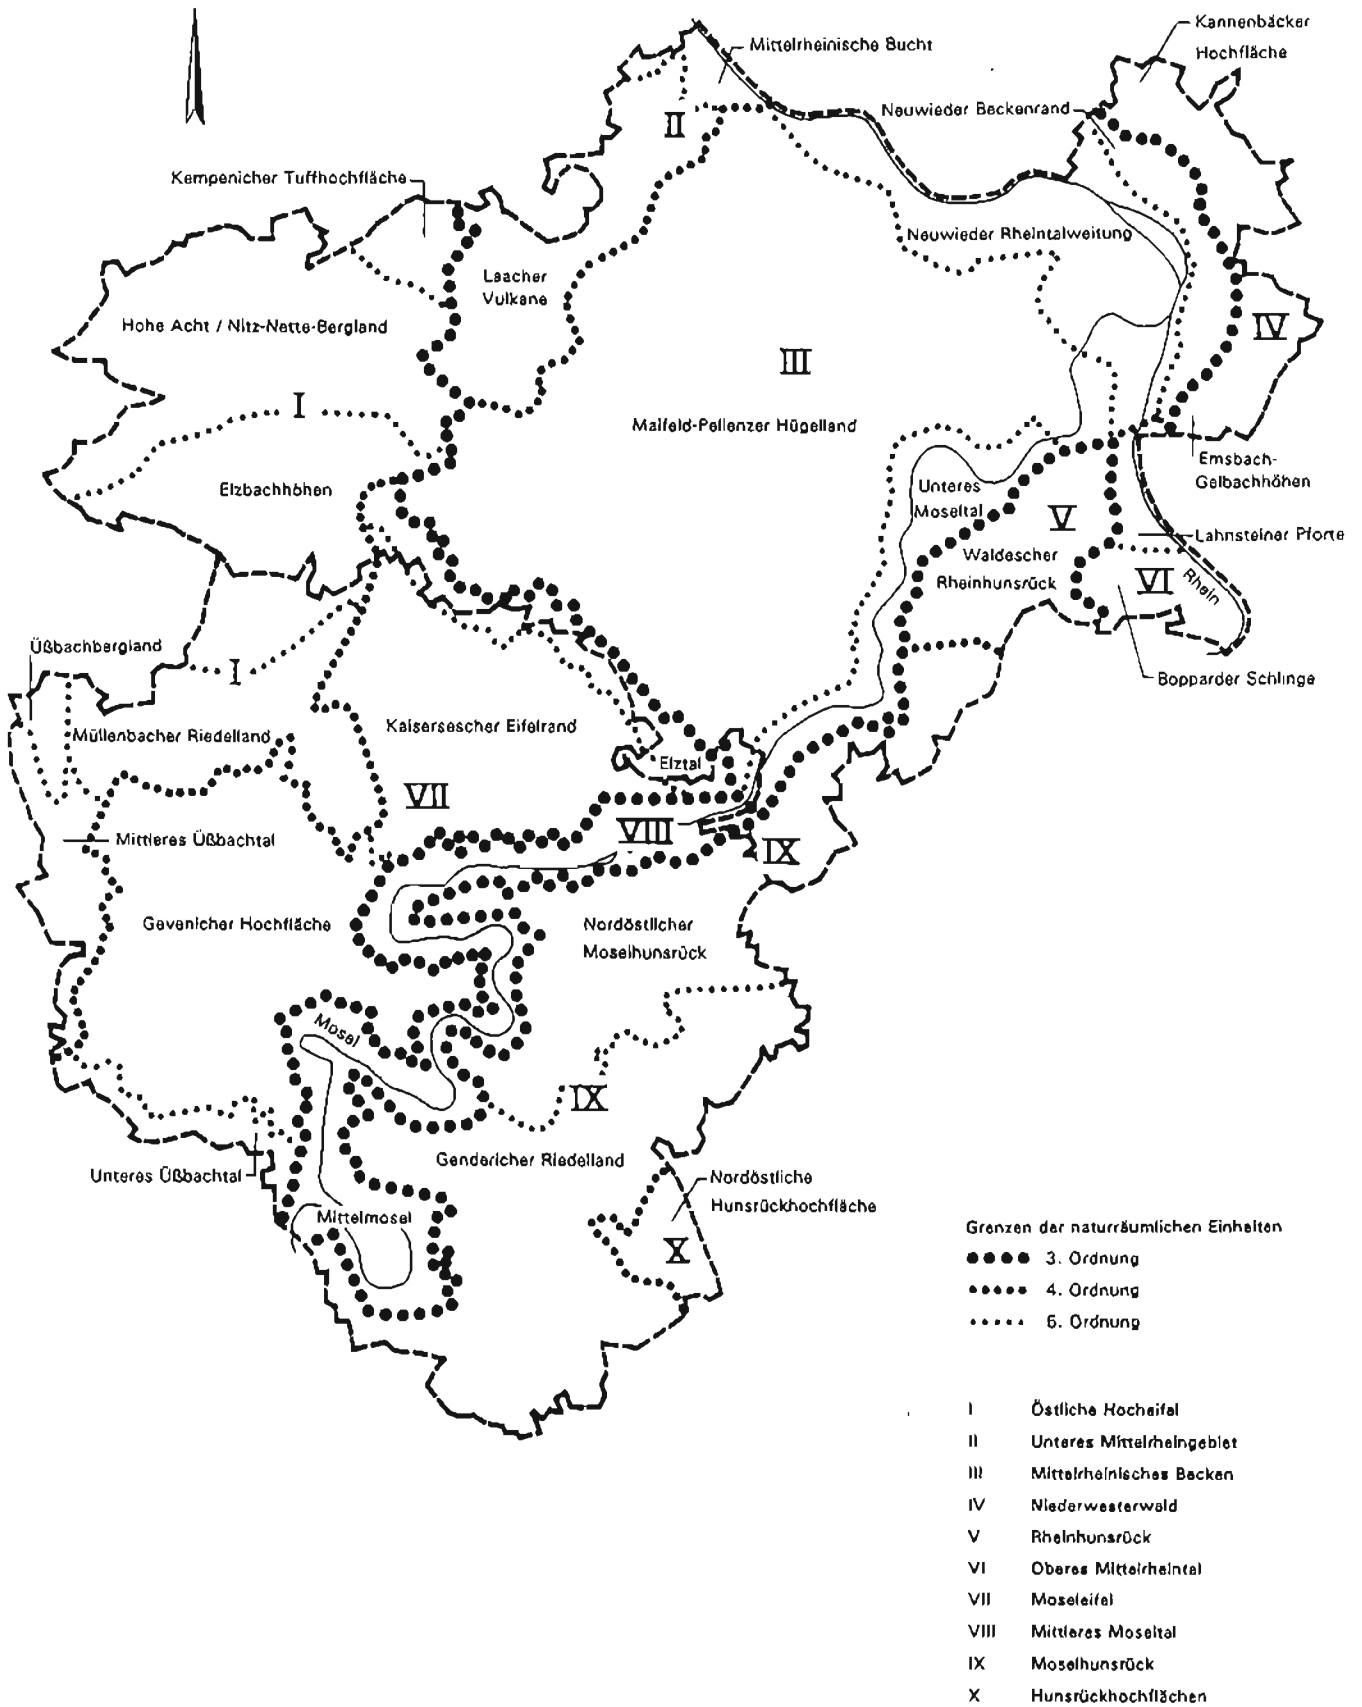 Kannenbäcker
Hochfläche
Mittelrheinische Bucht
Neuwieder Beckenrand
II
Kempenicher Tuffhochfläche
Neuwieder Rheintalweitung
Laacher
Vulkane
Hohe Acht / Nitz-Nette-Bergland
IV
III
I
Maifeld-Pellenzer Hügelland
Emsbach-
Gelbachhöhen
Elzbachhöhen
Unteres
Moseltal
V
Lahnsteiner Pforte
Waldescher
Rheinhunsrück
VI
Rhein
Üßbachbergland
I
Bopparder Schlinge
Kaisersescher Eifelrand
Müllenbacher Riedelland
Elztal
VII
VIII
Mittleres Üßbachtal
IX
Gevenicher Hochfläche
Nordöstlicher
Moselhunsrück
Mosel
IX
Gendericher Riedelland
Unteres Üßbachtal
Nordöstliche
Hunsrückhochfläche
Mittelmosel
X
Grenzen der naturräumlichen Einheiten
3. Ordnung
4. Ordnung
6. Ordnung
I Östliche Hocheifel
II Unteres Mittelrheingebiet
III Mittelrheinisches Becken
IV Niederwesterwald
V Rheinhunsrück
VI Oberes Mittelrheintal
VII Moseleifel
VIII Mittleres Moseltal
IX Moselhunsrück
X Hunsrückhochflächen